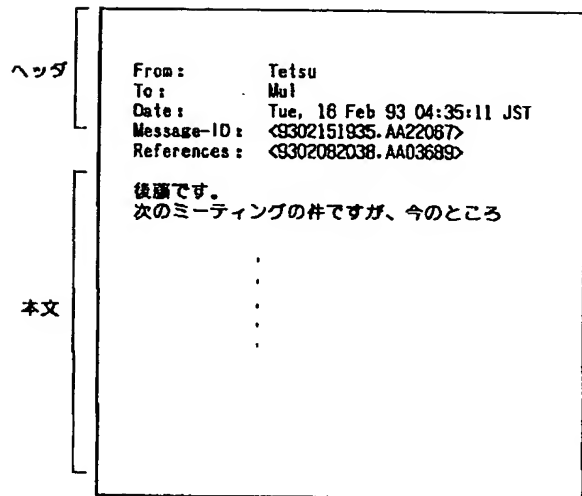 ヘッダ
From: Tetsu
To: Mul
Date: Tue, 16 Feb 93 04:35:11 JST
Message-ID: <9302151935.AA22067>
References: <9302082038.AA03689>
本文
後藤です。
次のミーティングの件ですが、今のところ